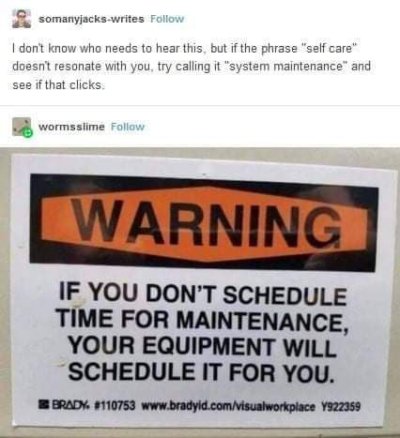 somanyjacks-writes Follow
I don't know who needs to hear this, but if the phrase "self care"
doesn't resonate with you, try calling it "system maintenance" and
see if that clicks.
wormsslime Follow
WARNING
IF YOU DON'T SCHEDULE
TIME FOR MAINTENANCE,
YOUR EQUIPMENT WILL
SCHEDULE IT FOR YOU.
BRADY. #110753 www.bradyid.com/visualworkplace Y922359